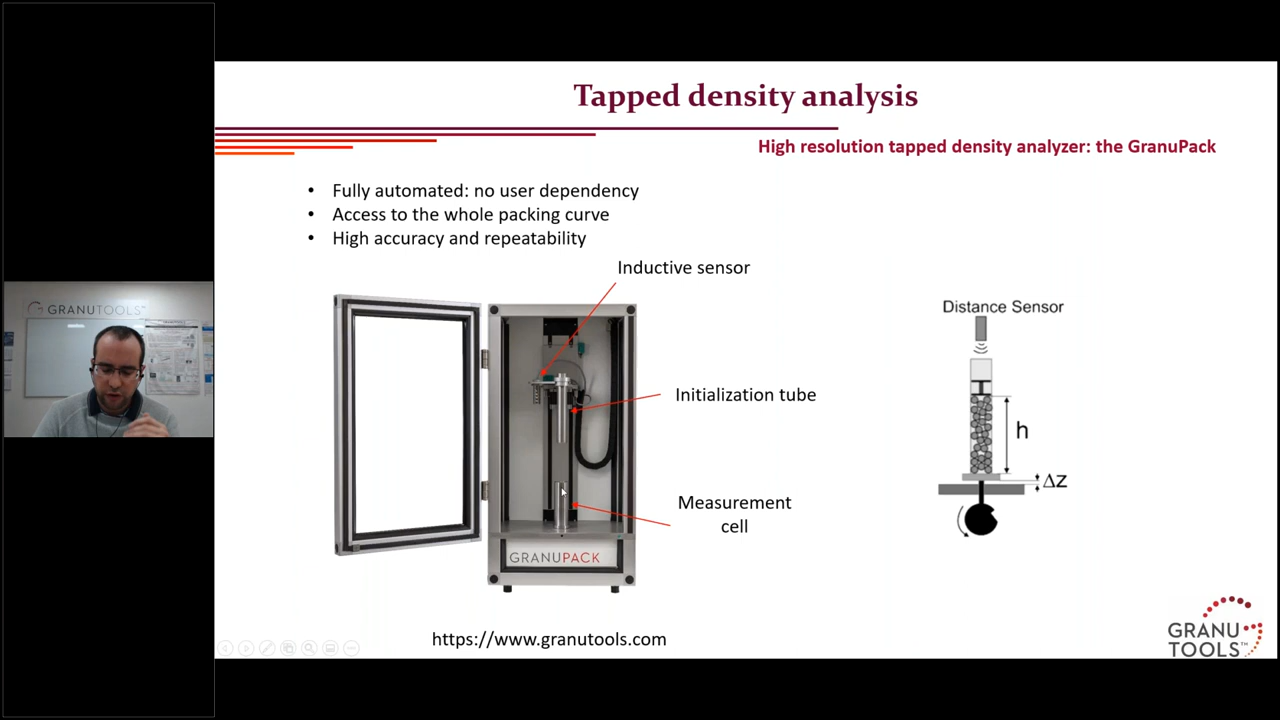 Tapped density analysis
High resolution tapped density analyzer: the GranuPack
• Fully automated: no user dependency
• Access to the whole packing curve
• High accuracy and repeatability
Inductive sensor
Distance Sensor
GRANUTOOLS™
Initialization tube
h
Δz
Measurement
cell
GRANUPACK
https://www.granutools.com
GRANU
TOOLS™